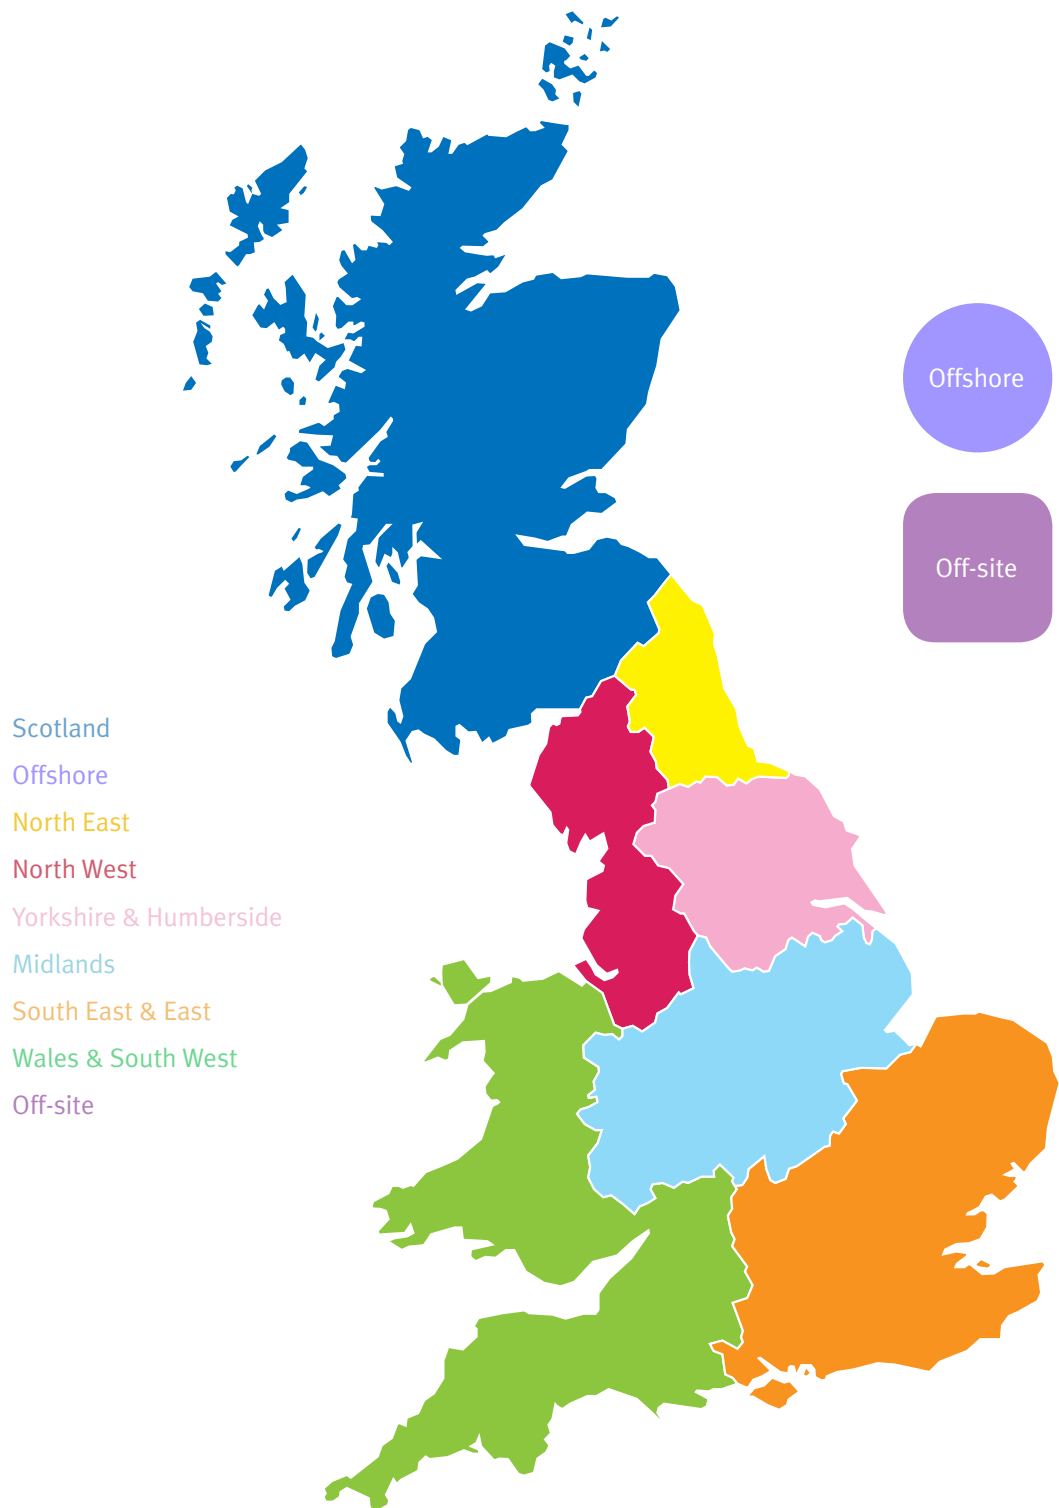 Offshore
Off-site
Scotland
Offshore
North East
North West
Yorkshire & Humberside
Midlands
South East & East
Wales & South West
Off-site